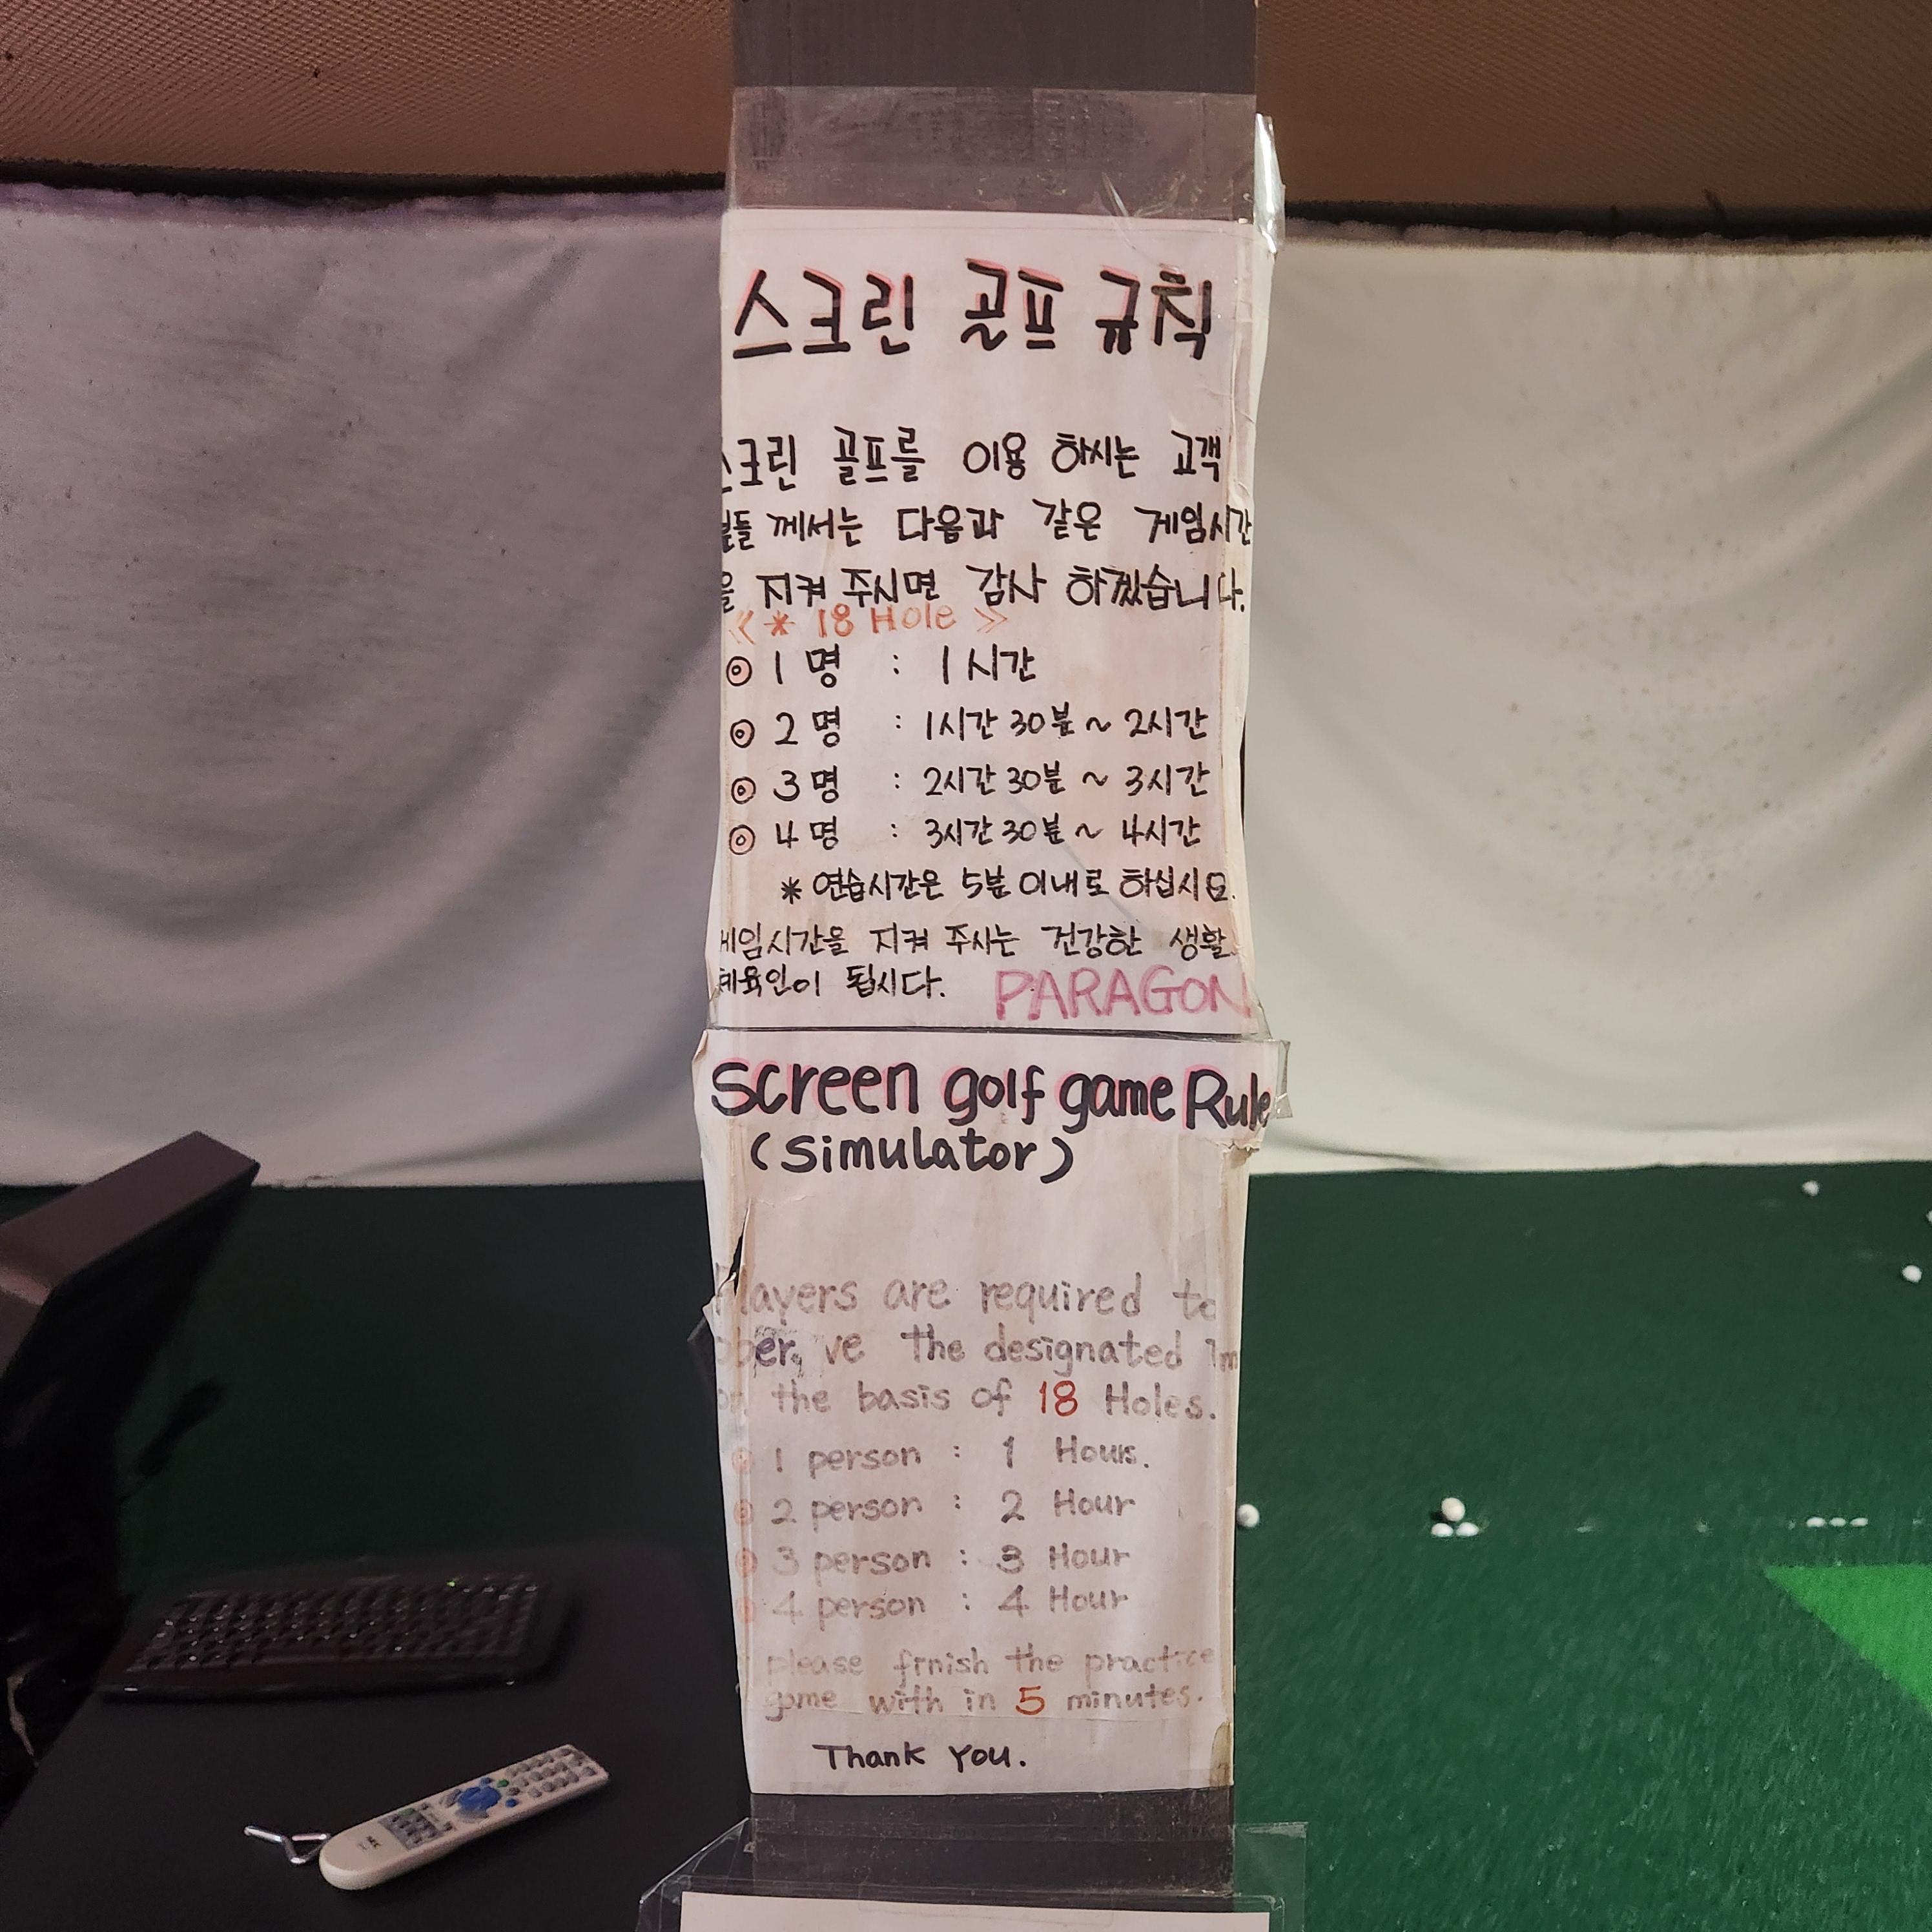 스크린 골프 규칙
스크린 골프를 이용 하시는 고객
분들 께서는 다음과 같은 게임시간
을 지켜 주시면 감사 하겠습니다.
《 * 18 Hole 》
◎ 1 명 : 1 시간
◎ 2 명 : 1시간 30분 ~ 2시간
◎ 3 명 : 2시간 30분 ~ 3시간
◎ 4 명 : 3시간 30분 ~ 4시간
* 연습시간은 5분 이내로 하십시요.
게임시간을 지켜 주시는 건강한 생활
체육인이 됩시다. PARAGON
Screen golf game Rule
(Simulator)
Players are required to
the designated
on the basis of 18 Holes.
◎ 1 person : 1 Hours.
◎ 2 person : 2 Hour
◎ 3 person : 3 Hour
◎ 4 person : 4 Hour
please finish the practice
game with in 5 minutes.
Thank You.